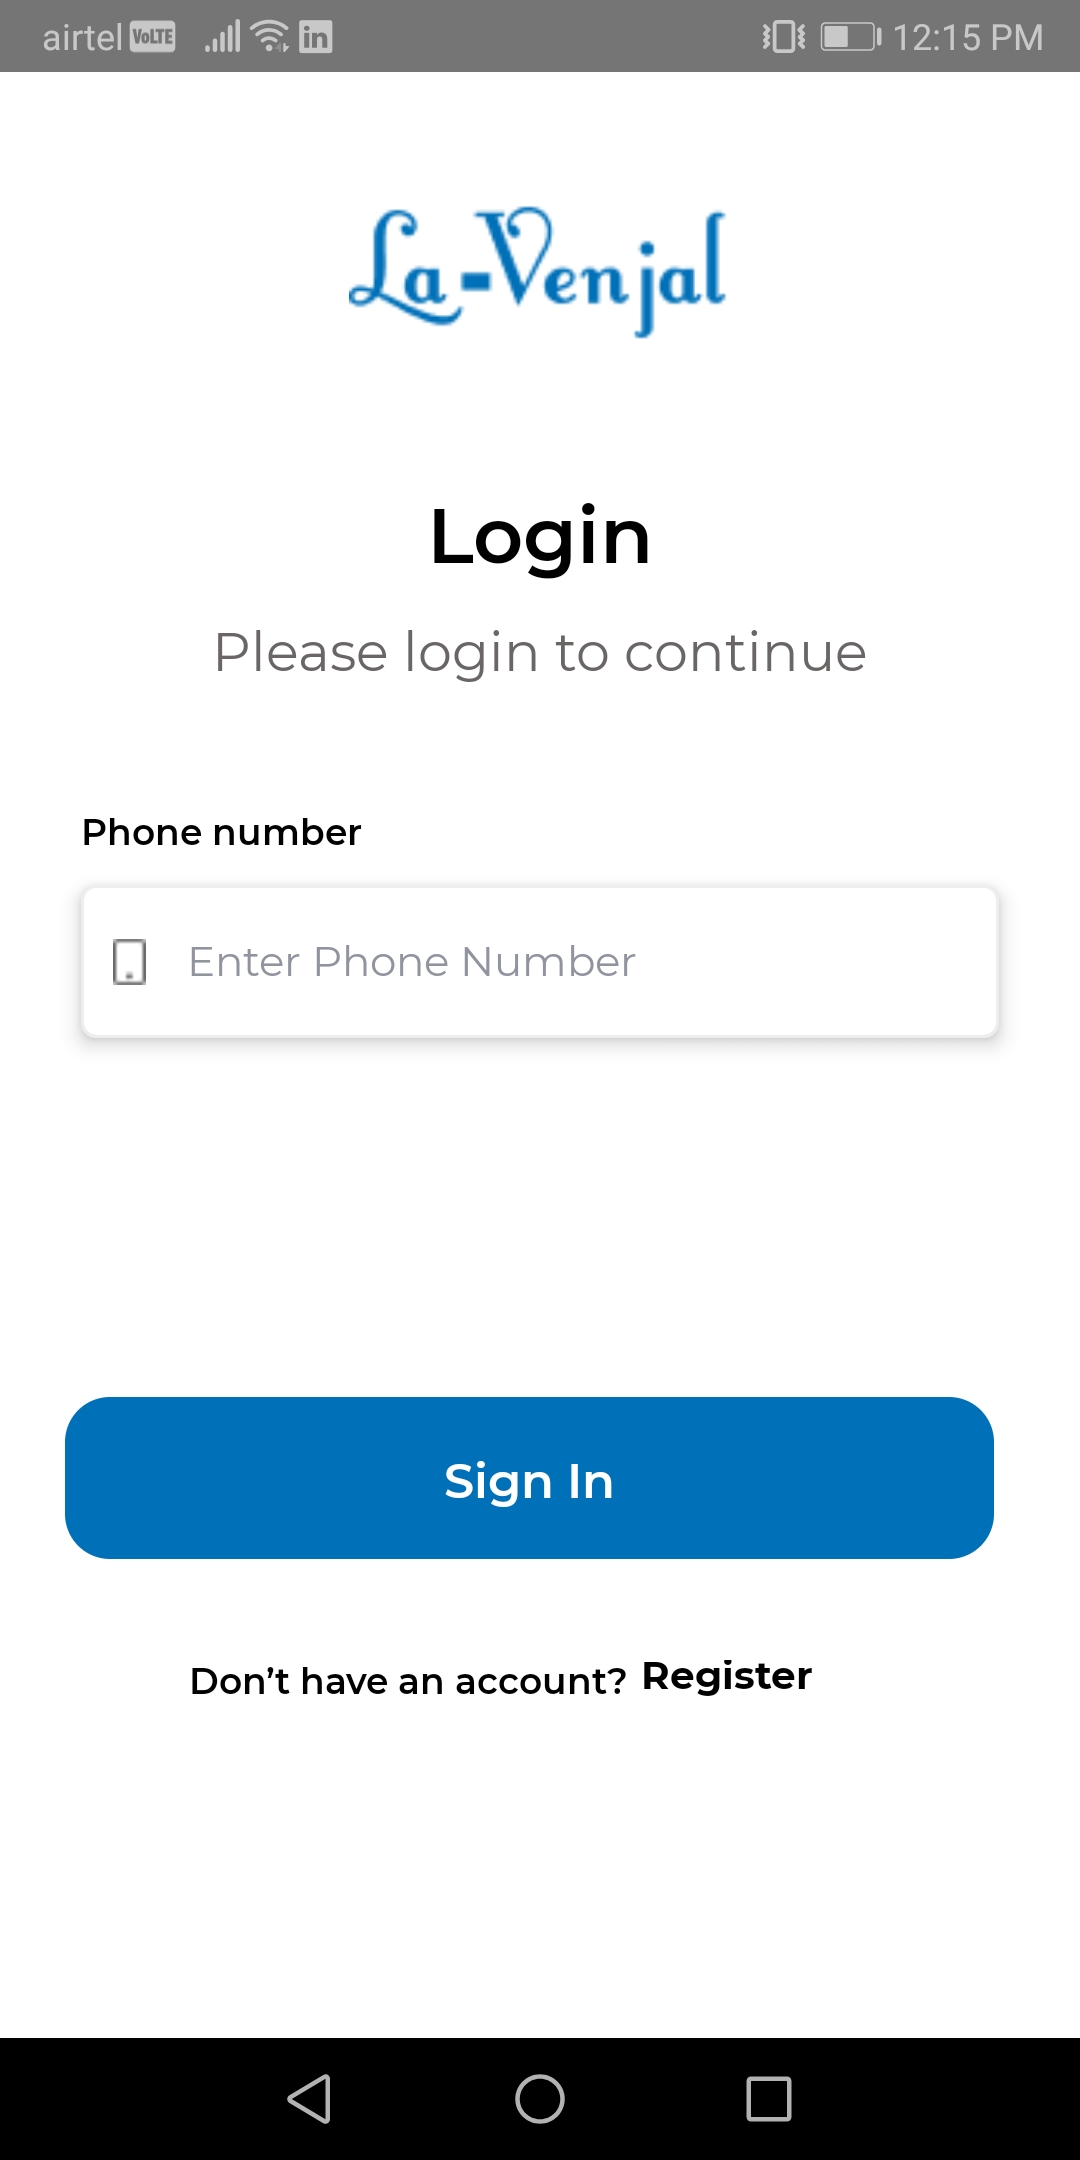 airtel VoLTE in 12:15 PM
La-Venjal
Login
Please login to continue
Phone number
Enter Phone Number
Sign In
Don’t have an account? Register